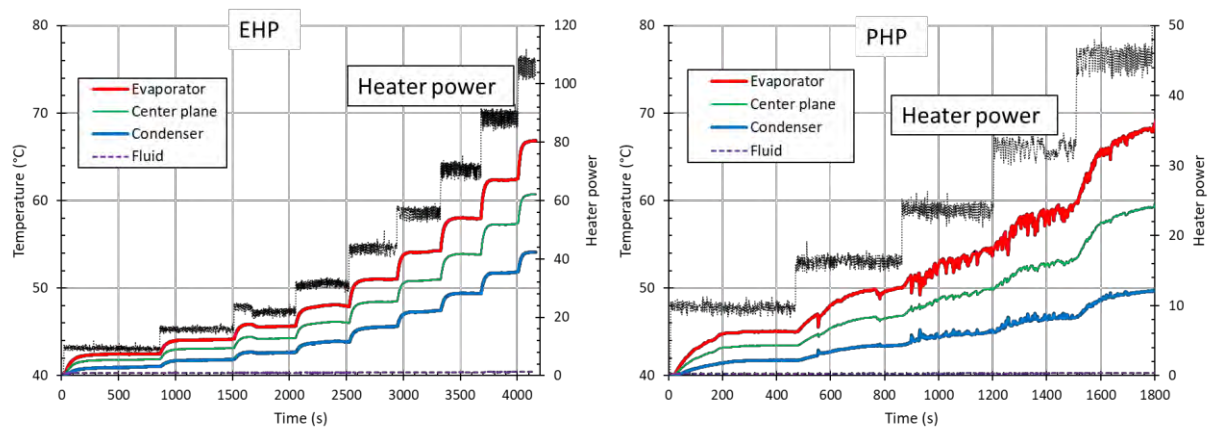 EHP
Heater power
Evaporator
Center plane
Condenser
Fluid
Temperature (°C)
80
70
60
50
40
0 500 1000 1500 2000 2500 3000 3500 4000
Time (s)
120
100
80
60
40
20
0
Heater power
PHP
Heater power
Evaporator
Center plane
Condenser
Fluid
Temperature (°C)
80
70
60
50
40
0 200 400 600 800 1000 1200 1400 1600 1800
Time (s)
50
40
30
20
10
0
Heater power